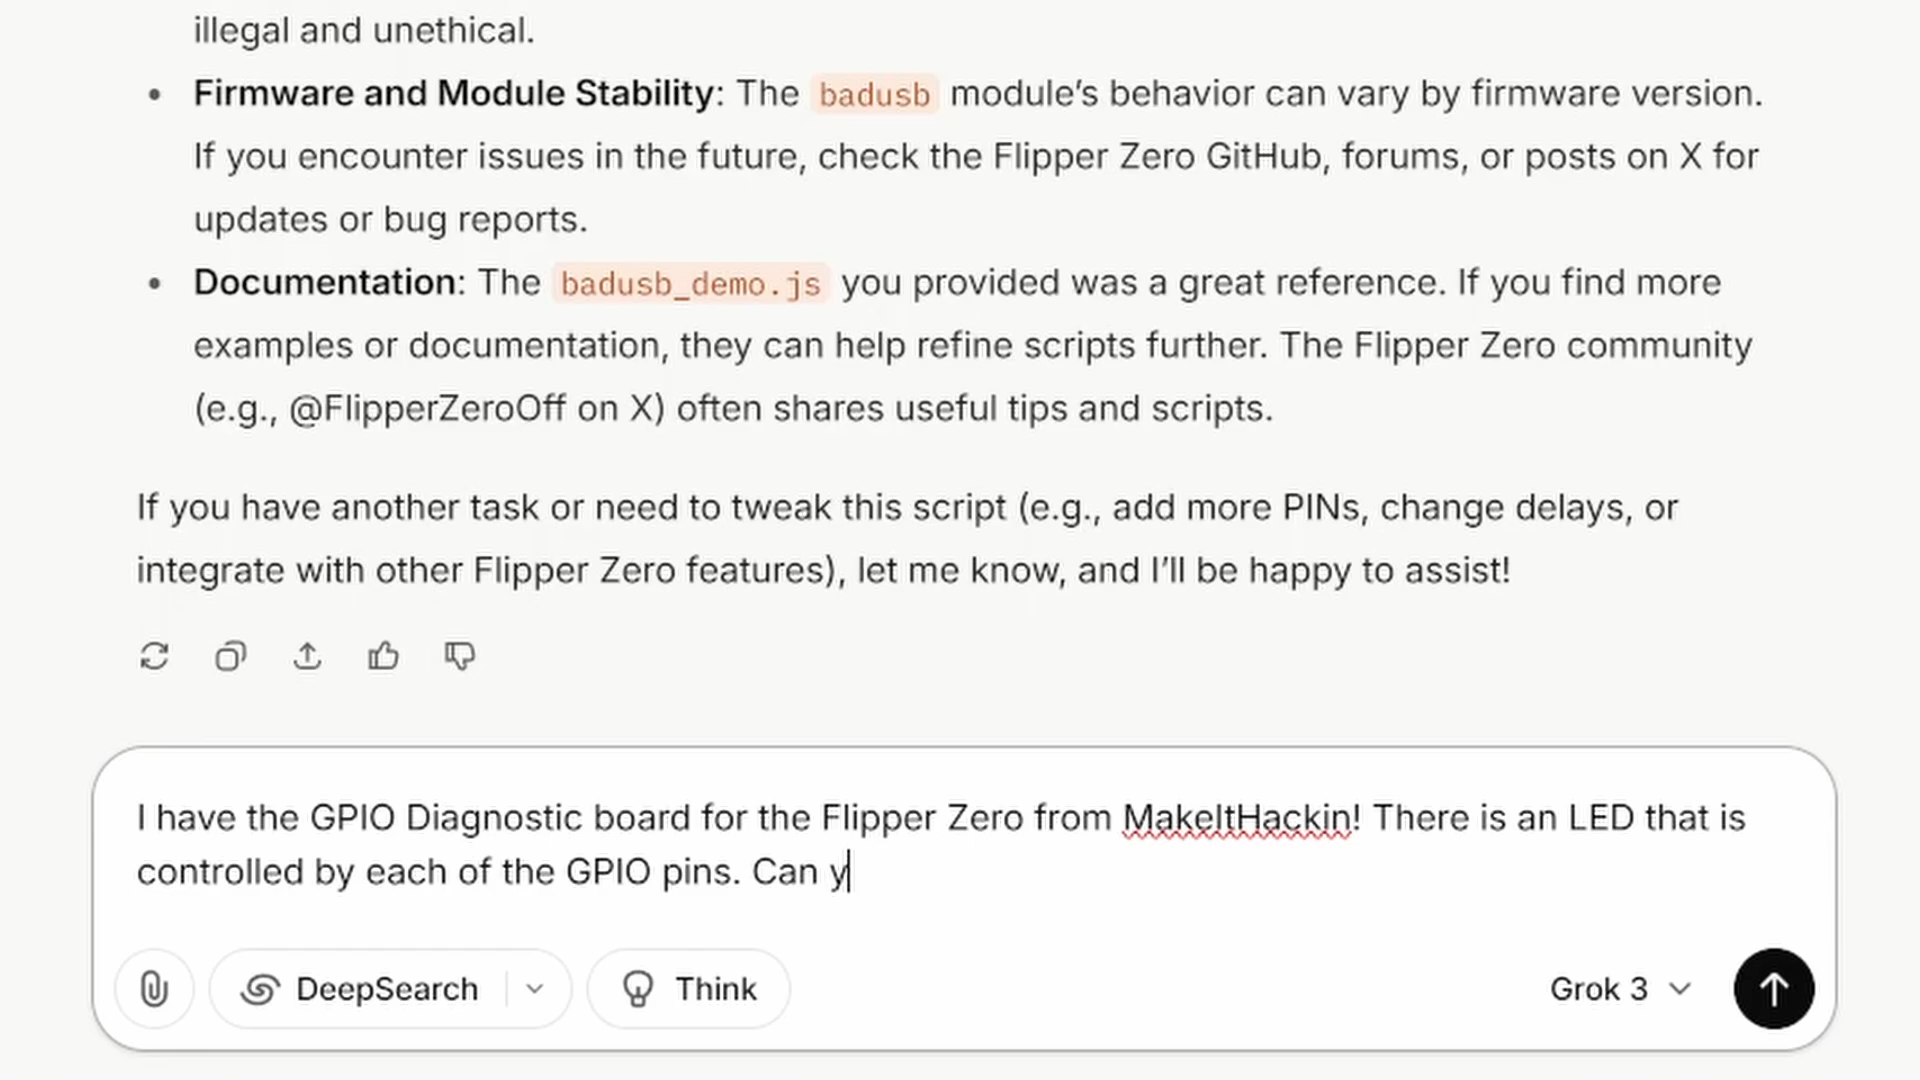 illegal and unethical.
• Firmware and Module Stability: The badusb module’s behavior can vary by firmware version.
If you encounter issues in the future, check the Flipper Zero GitHub, forums, or posts on X for
updates or bug reports.
• Documentation: The badusb_demo.js you provided was a great reference. If you find more
examples or documentation, they can help refine scripts further. The Flipper Zero community
(e.g., @FlipperZeroOff on X) often shares useful tips and scripts.
If you have another task or need to tweak this script (e.g., add more PINs, change delays, or
integrate with other Flipper Zero features), let me know, and I’ll be happy to assist!
I have the GPIO Diagnostic board for the Flipper Zero from MakeItHackin! There is an LED that is
controlled by each of the GPIO pins. Can y
DeepSearch Think Grok 3